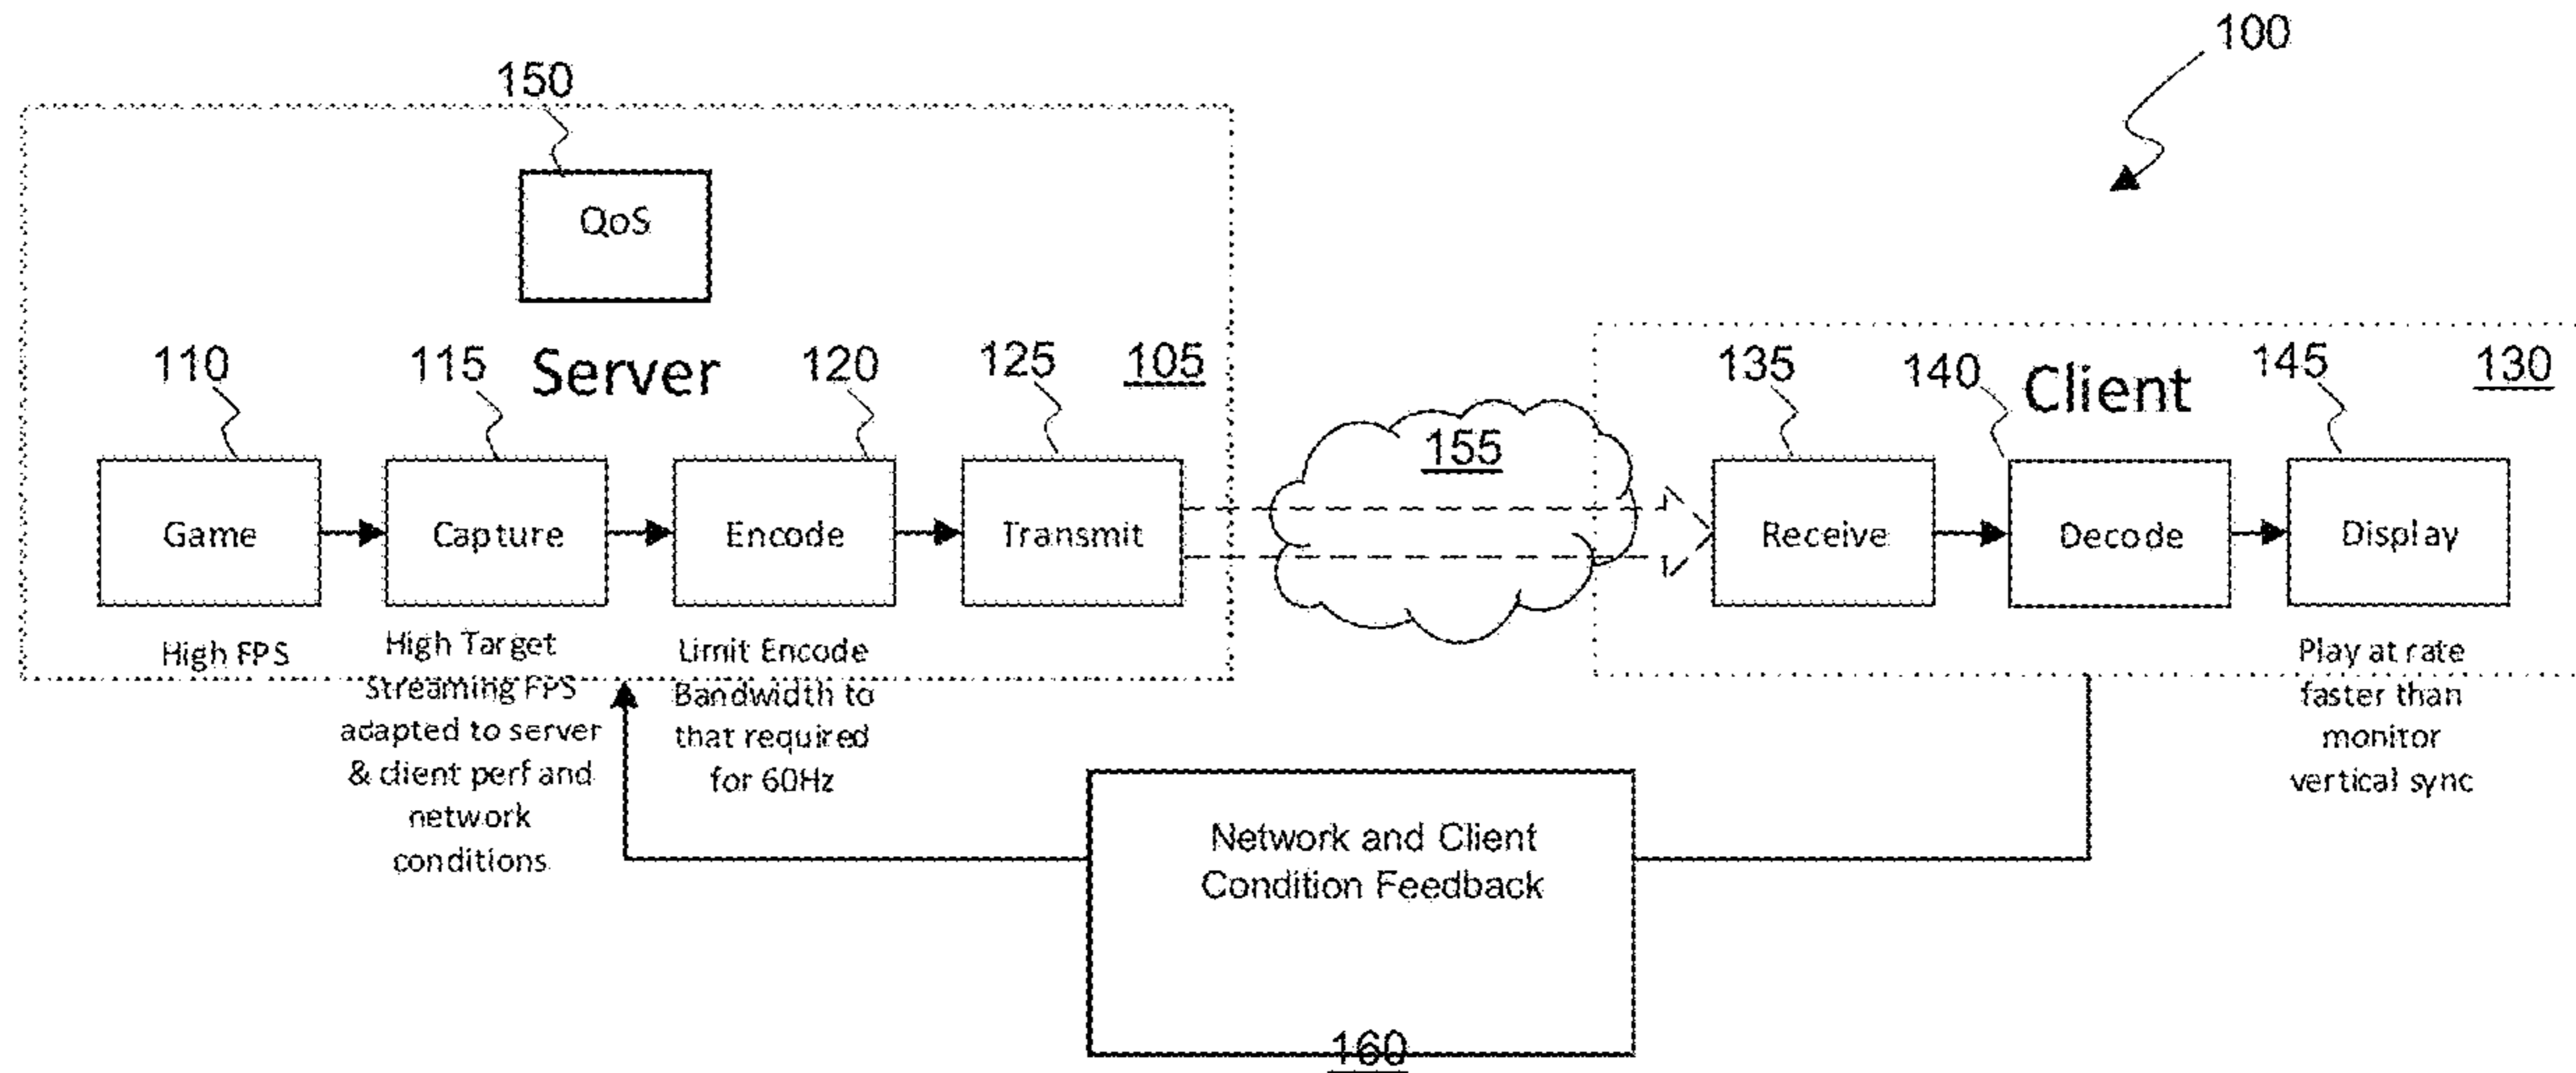 100
150
QoS
Server
105
110
115
120
125
Game
Capture
Encode
Transmit
High FPS
High Target
Streaming FPS
adapted to server
& client perf and
network
conditions
Limit Encode
Bandwidth to
that required
for 60Hz
155
Client
130
135
140
145
Receive
Decode
Display
Play at rate
faster than
monitor
vertical sync
Network and Client
Condition Feedback
160